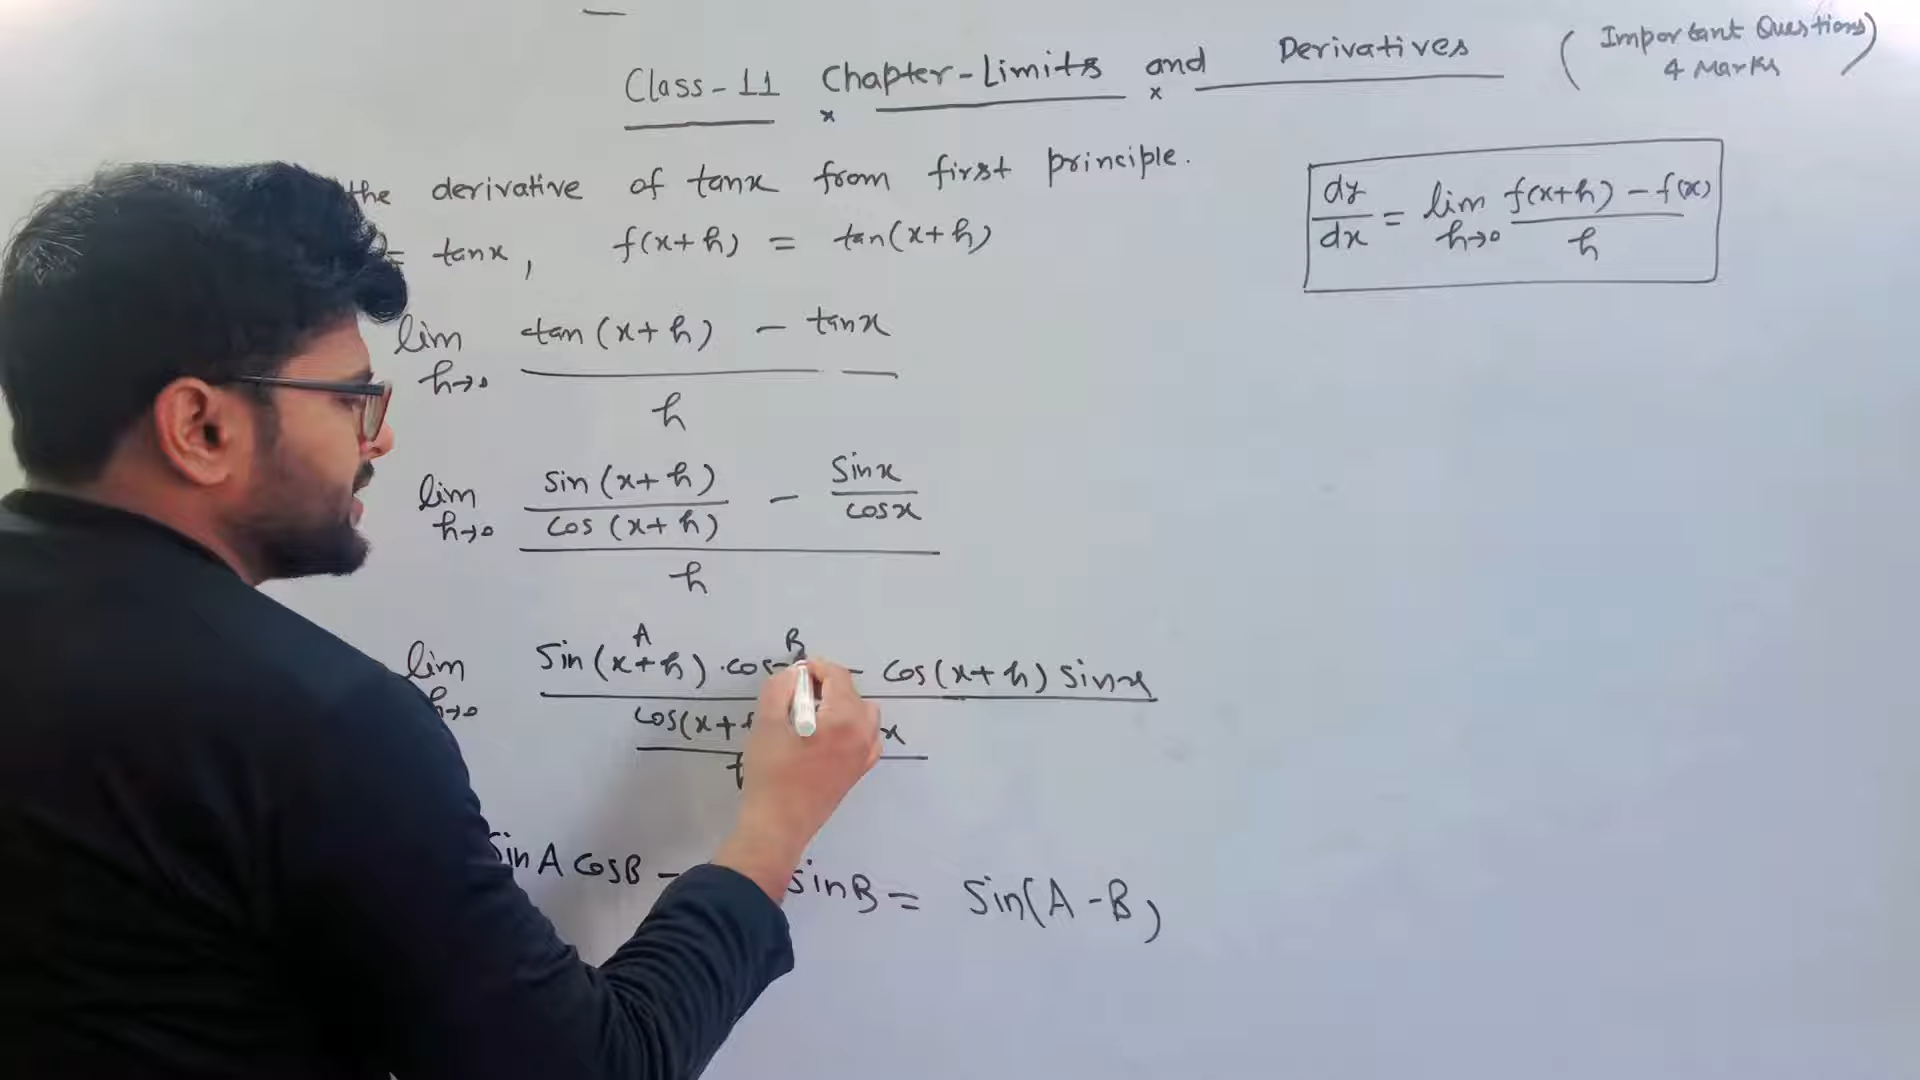 Class-11 Chapter-Limits and Derivatives (Important Questions)
4 Marks
the derivative of tanx from first principle.
= tanx, f(x+h) = tan(x+h)
dy/dx = lim h→0 f(x+h) - f(x) / h
lim h→0 tan(x+h) - tanx / h
lim h→0 sin(x+h) / cos(x+h) - sinx / cosx / h
A B
lim h→0 sin(x+h).cos - cos(x+h) sinx
cos(x+ x
sinA cosB - sinB = sin(A-B)